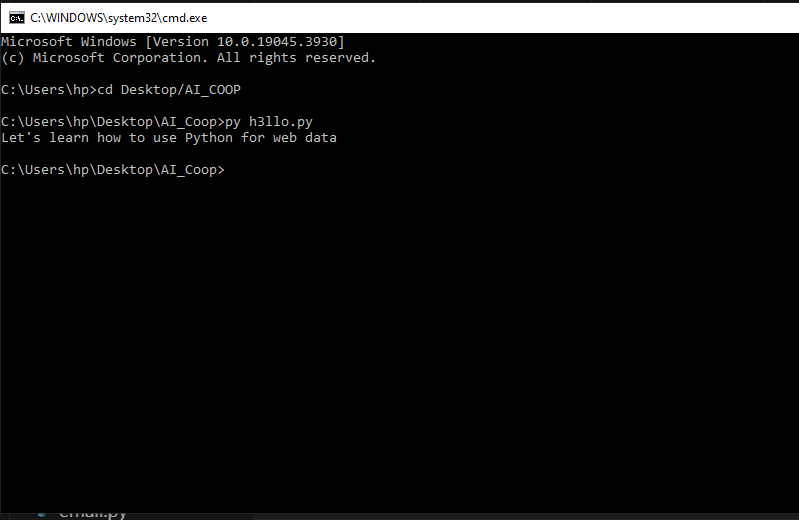 C:\WINDOWS\system32\cmd.exe
Microsoft Windows [Version 10.0.19045.3930]
(c) Microsoft Corporation. All rights reserved.
C:\Users\hp>cd Desktop/AI_COOP
C:\Users\hp\Desktop\AI_Coop>py h3llo.py
Let's learn how to use Python for web data
C:\Users\hp\Desktop\AI_Coop>
email.py